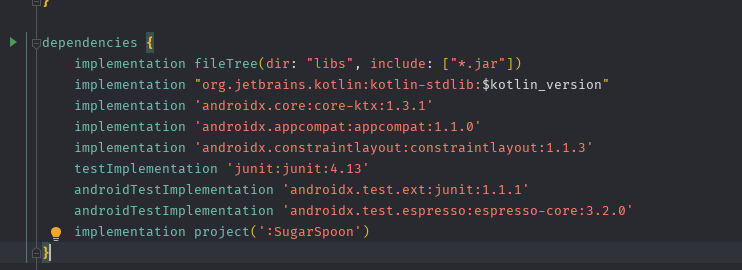 }
dependencies {
implementation fileTree(dir: "libs", include: ["*.jar"])
implementation "org.jetbrains.kotlin:kotlin-stdlib:$kotlin_version"
implementation 'androidx.core:core-ktx:1.3.1'
implementation 'androidx.appcompat:appcompat:1.1.0'
implementation 'androidx.constraintlayout:constraintlayout:1.1.3'
testImplementation 'junit:junit:4.13'
androidTestImplementation 'androidx.test.ext:junit:1.1.1'
androidTestImplementation 'androidx.test.espresso:espresso-core:3.2.0'
implementation project(':SugarSpoon')
}